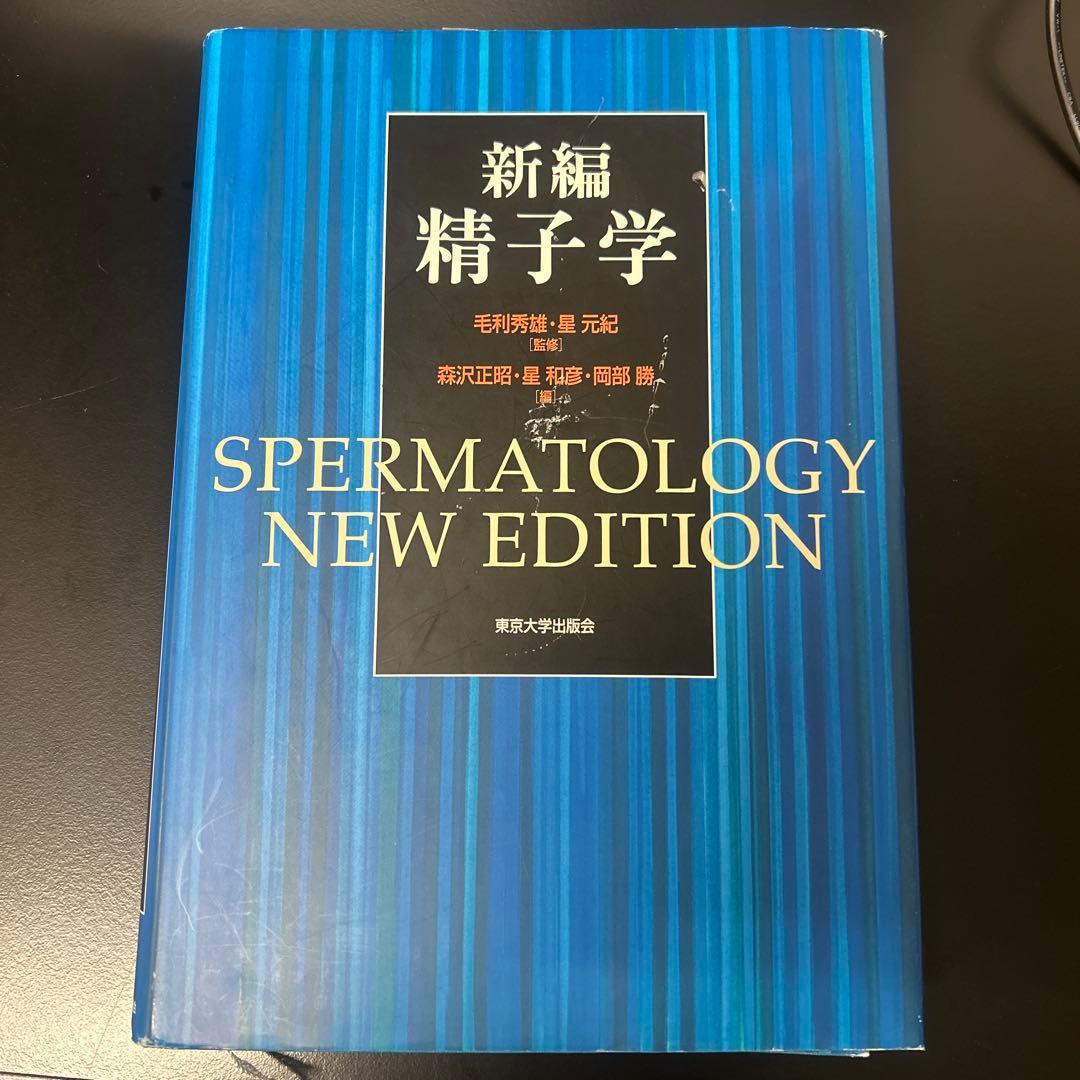 新編
精子学
毛利秀雄・星 元紀
[監修]
森沢正昭・星 和彦・岡部 勝
[編]
SPERMATOLOGY
NEW EDITION
東京大学出版会